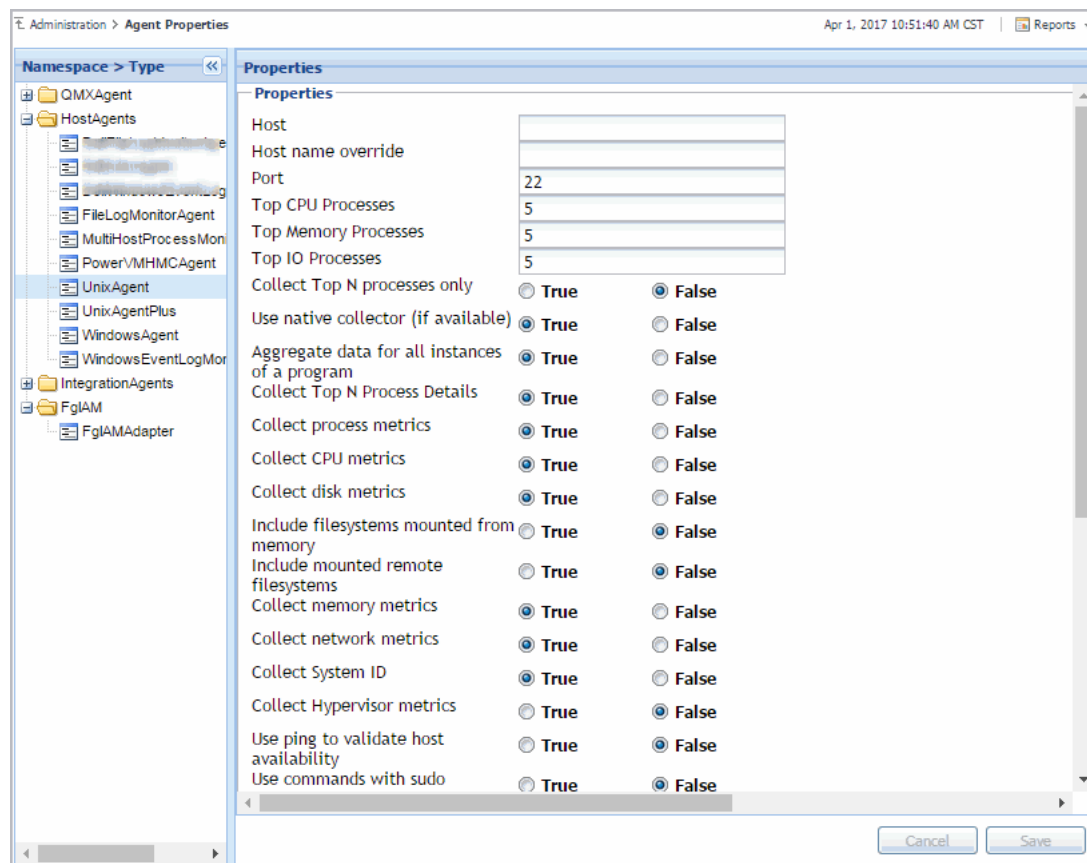 Administration > Agent Properties
Apr 1, 2017 10:51:40 AM CST
Reports
Namespace > Type
Properties
QMXAgent
HostAgents
FileLogMonitorAgent
MultiHostProcessMoni
PowerVMHMCAgent
UnixAgent
UnixAgentPlus
WindowsAgent
WindowsEventLogMor
IntegrationAgents
FglAM
FglAMAdapter
Properties
Host
Host name override
Port 22
Top CPU Processes 5
Top Memory Processes 5
Top IO Processes 5
Collect Top N processes only True False
Use native collector (if available) True False
Aggregate data for all instances
of a program True False
Collect Top N Process Details True False
Collect process metrics True False
Collect CPU metrics True False
Collect disk metrics True False
Include filesystems mounted from
memory True False
Include mounted remote
filesystems True False
Collect memory metrics True False
Collect network metrics True False
Collect System ID True False
Collect Hypervisor metrics True False
Use ping to validate host
availability True False
Use commands with sudo True False
Cancel Save